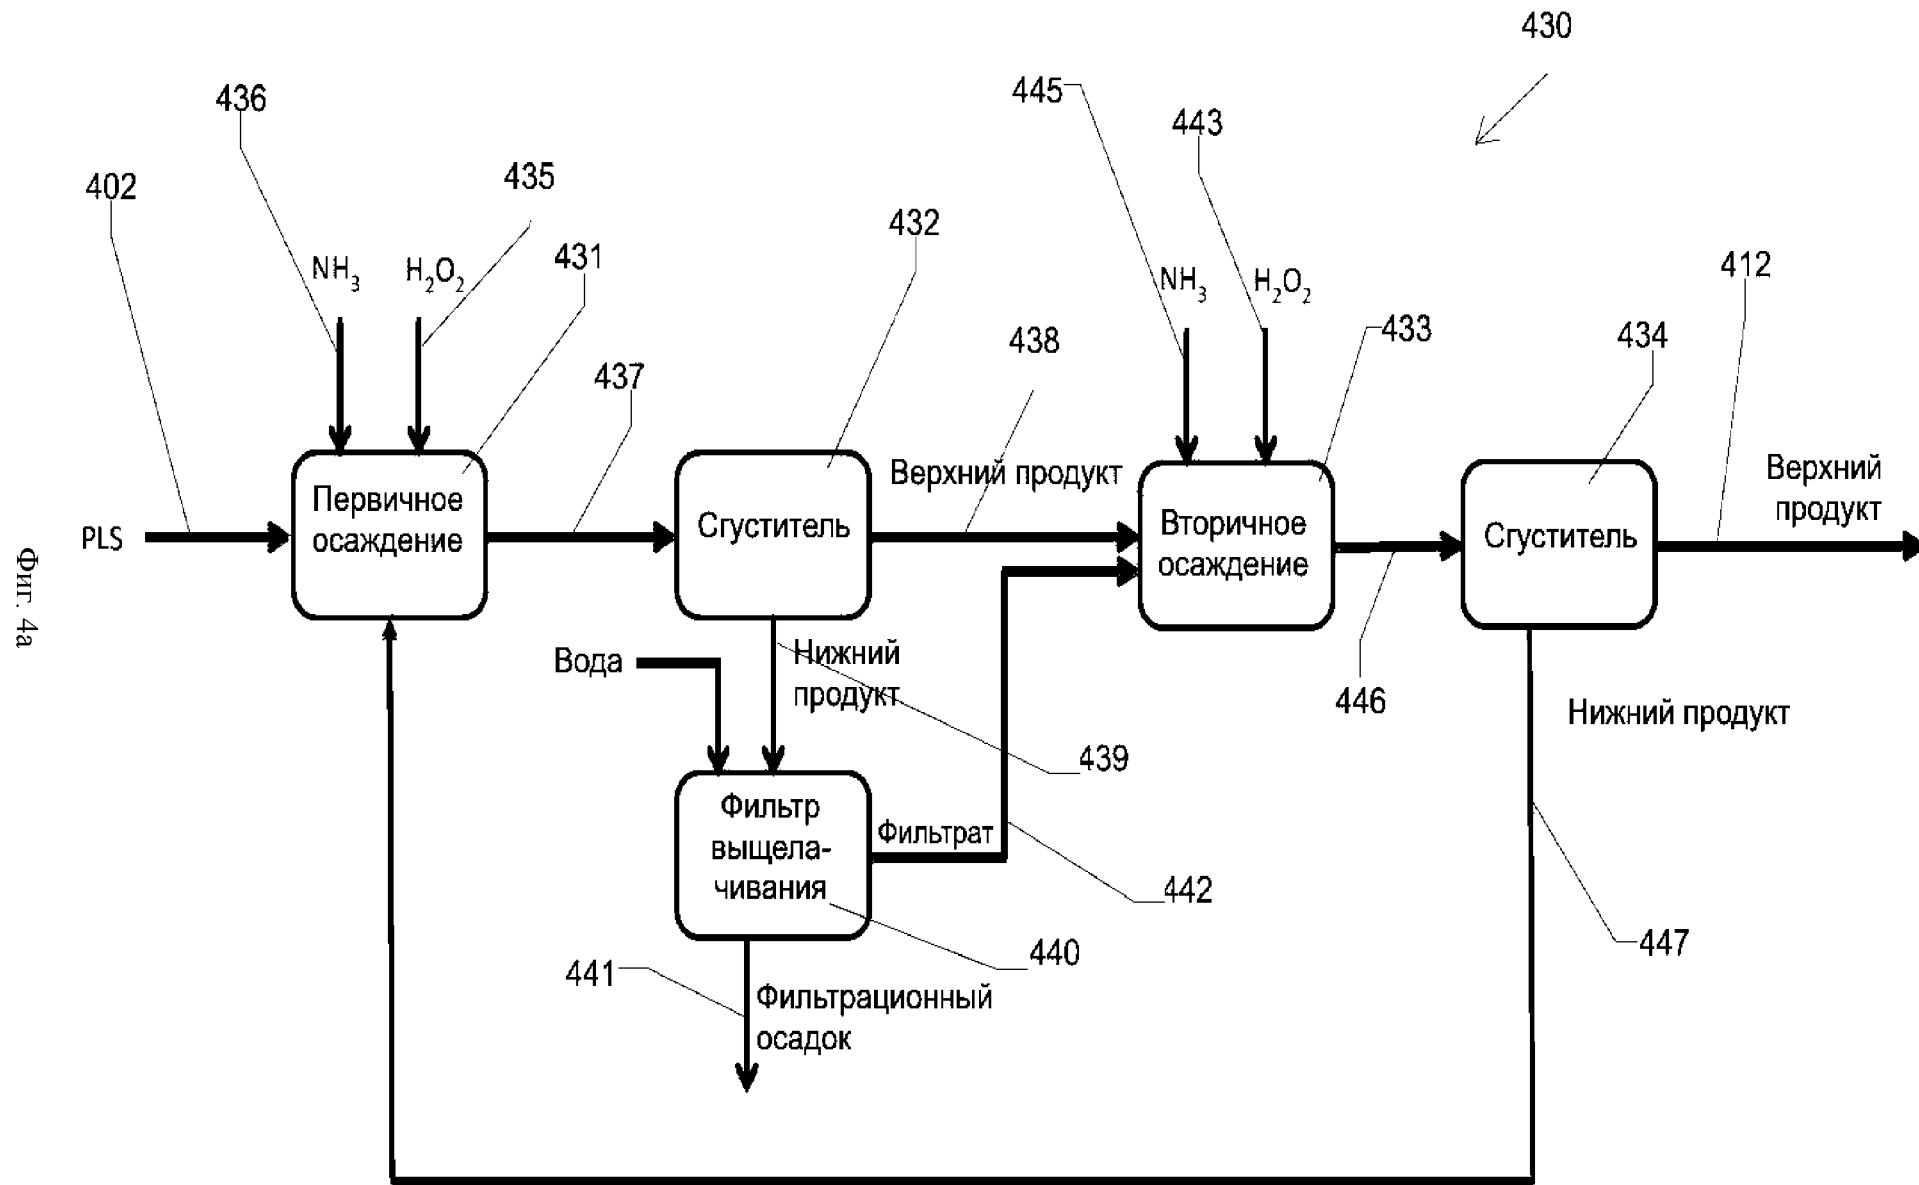 430
436
445
443
402
435
432
431
412
NH₃
H₂O₂
NH₃
H₂O₂
438
433
434
437
Первичное
осаждение
Сгуститель
Верхний продукт
Вторичное
осаждение
Сгуститель
Верхний
продукт
PLS
Фиг. 4а
Вода
Нижний
продукт
446
Нижний продукт
439
Фильтр
выщела-
чивания
Фильтрат
442
447
440
441
Фильтрационный
осадок